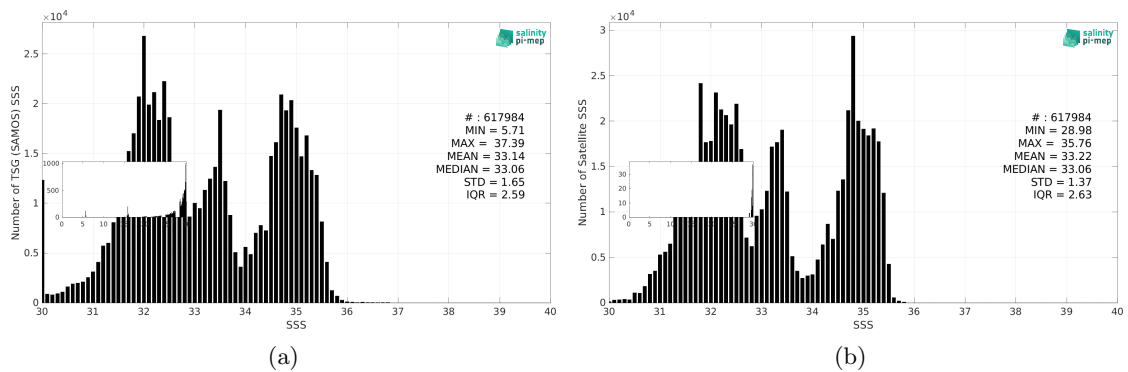 ×10⁴
Number of TSG (SAMOS) SSS
2.5
2
1.5
1
0.5
0
30 31 32 33 34 35 36 37 38 39 40
SSS
1000
500
0
0 5 10 15 20 25 30
salinity
pi-mep
# : 617984
MIN = 5.71
MAX = 37.39
MEAN = 33.14
MEDIAN = 33.06
STD = 1.65
IQR = 2.59
(a)
×10⁴
Number of Satellite SSS
3
2.5
2
1.5
1
0.5
0
30 31 32 33 34 35 36 37 38 39 40
SSS
30
20
10
0
0 5 10 15 20 25 30
salinity
pi-mep
# : 617984
MIN = 28.98
MAX = 35.76
MEAN = 33.22
MEDIAN = 33.06
STD = 1.37
IQR = 2.63
(b)